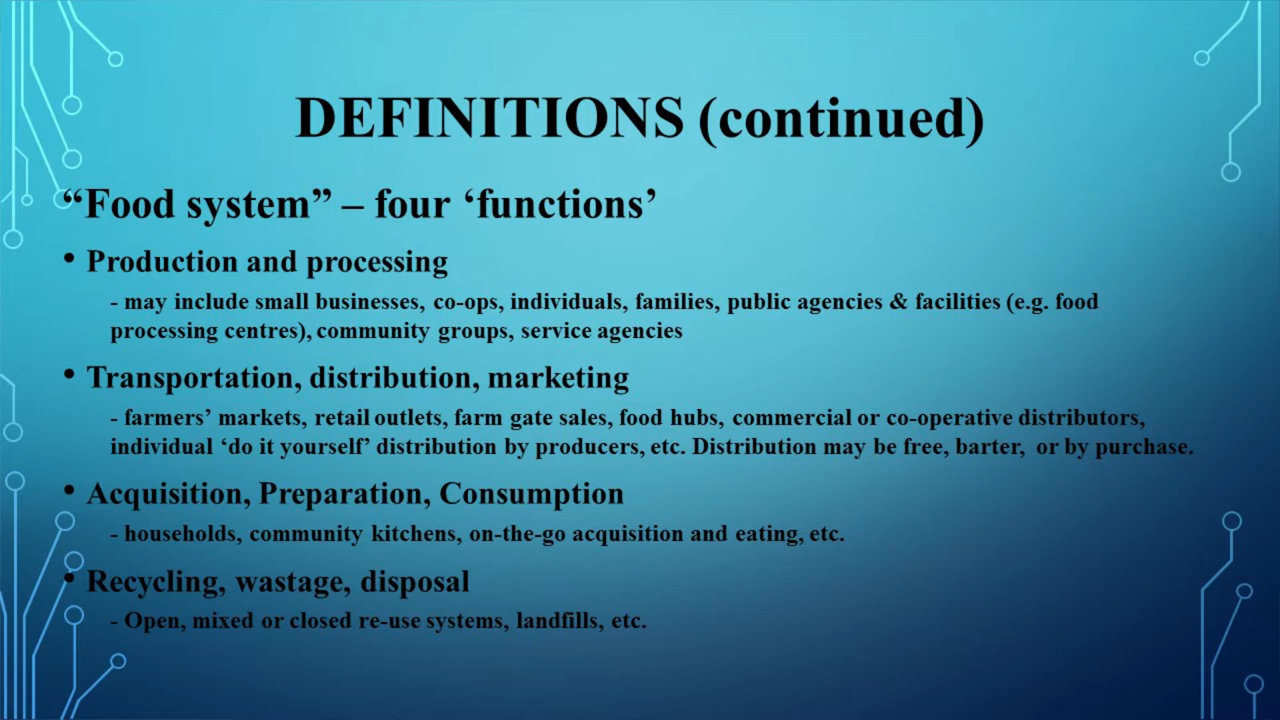 DEFINITIONS (continued)
“Food system” – four ‘functions’
• Production and processing
- may include small businesses, co-ops, individuals, families, public agencies & facilities (e.g. food
processing centres), community groups, service agencies
• Transportation, distribution, marketing
- farmers’ markets, retail outlets, farm gate sales, food hubs, commercial or co-operative distributors,
individual ‘do it yourself’ distribution by producers, etc. Distribution may be free, barter, or by purchase.
• Acquisition, Preparation, Consumption
- households, community kitchens, on-the-go acquisition and eating, etc.
• Recycling, wastage, disposal
- Open, mixed or closed re-use systems, landfills, etc.